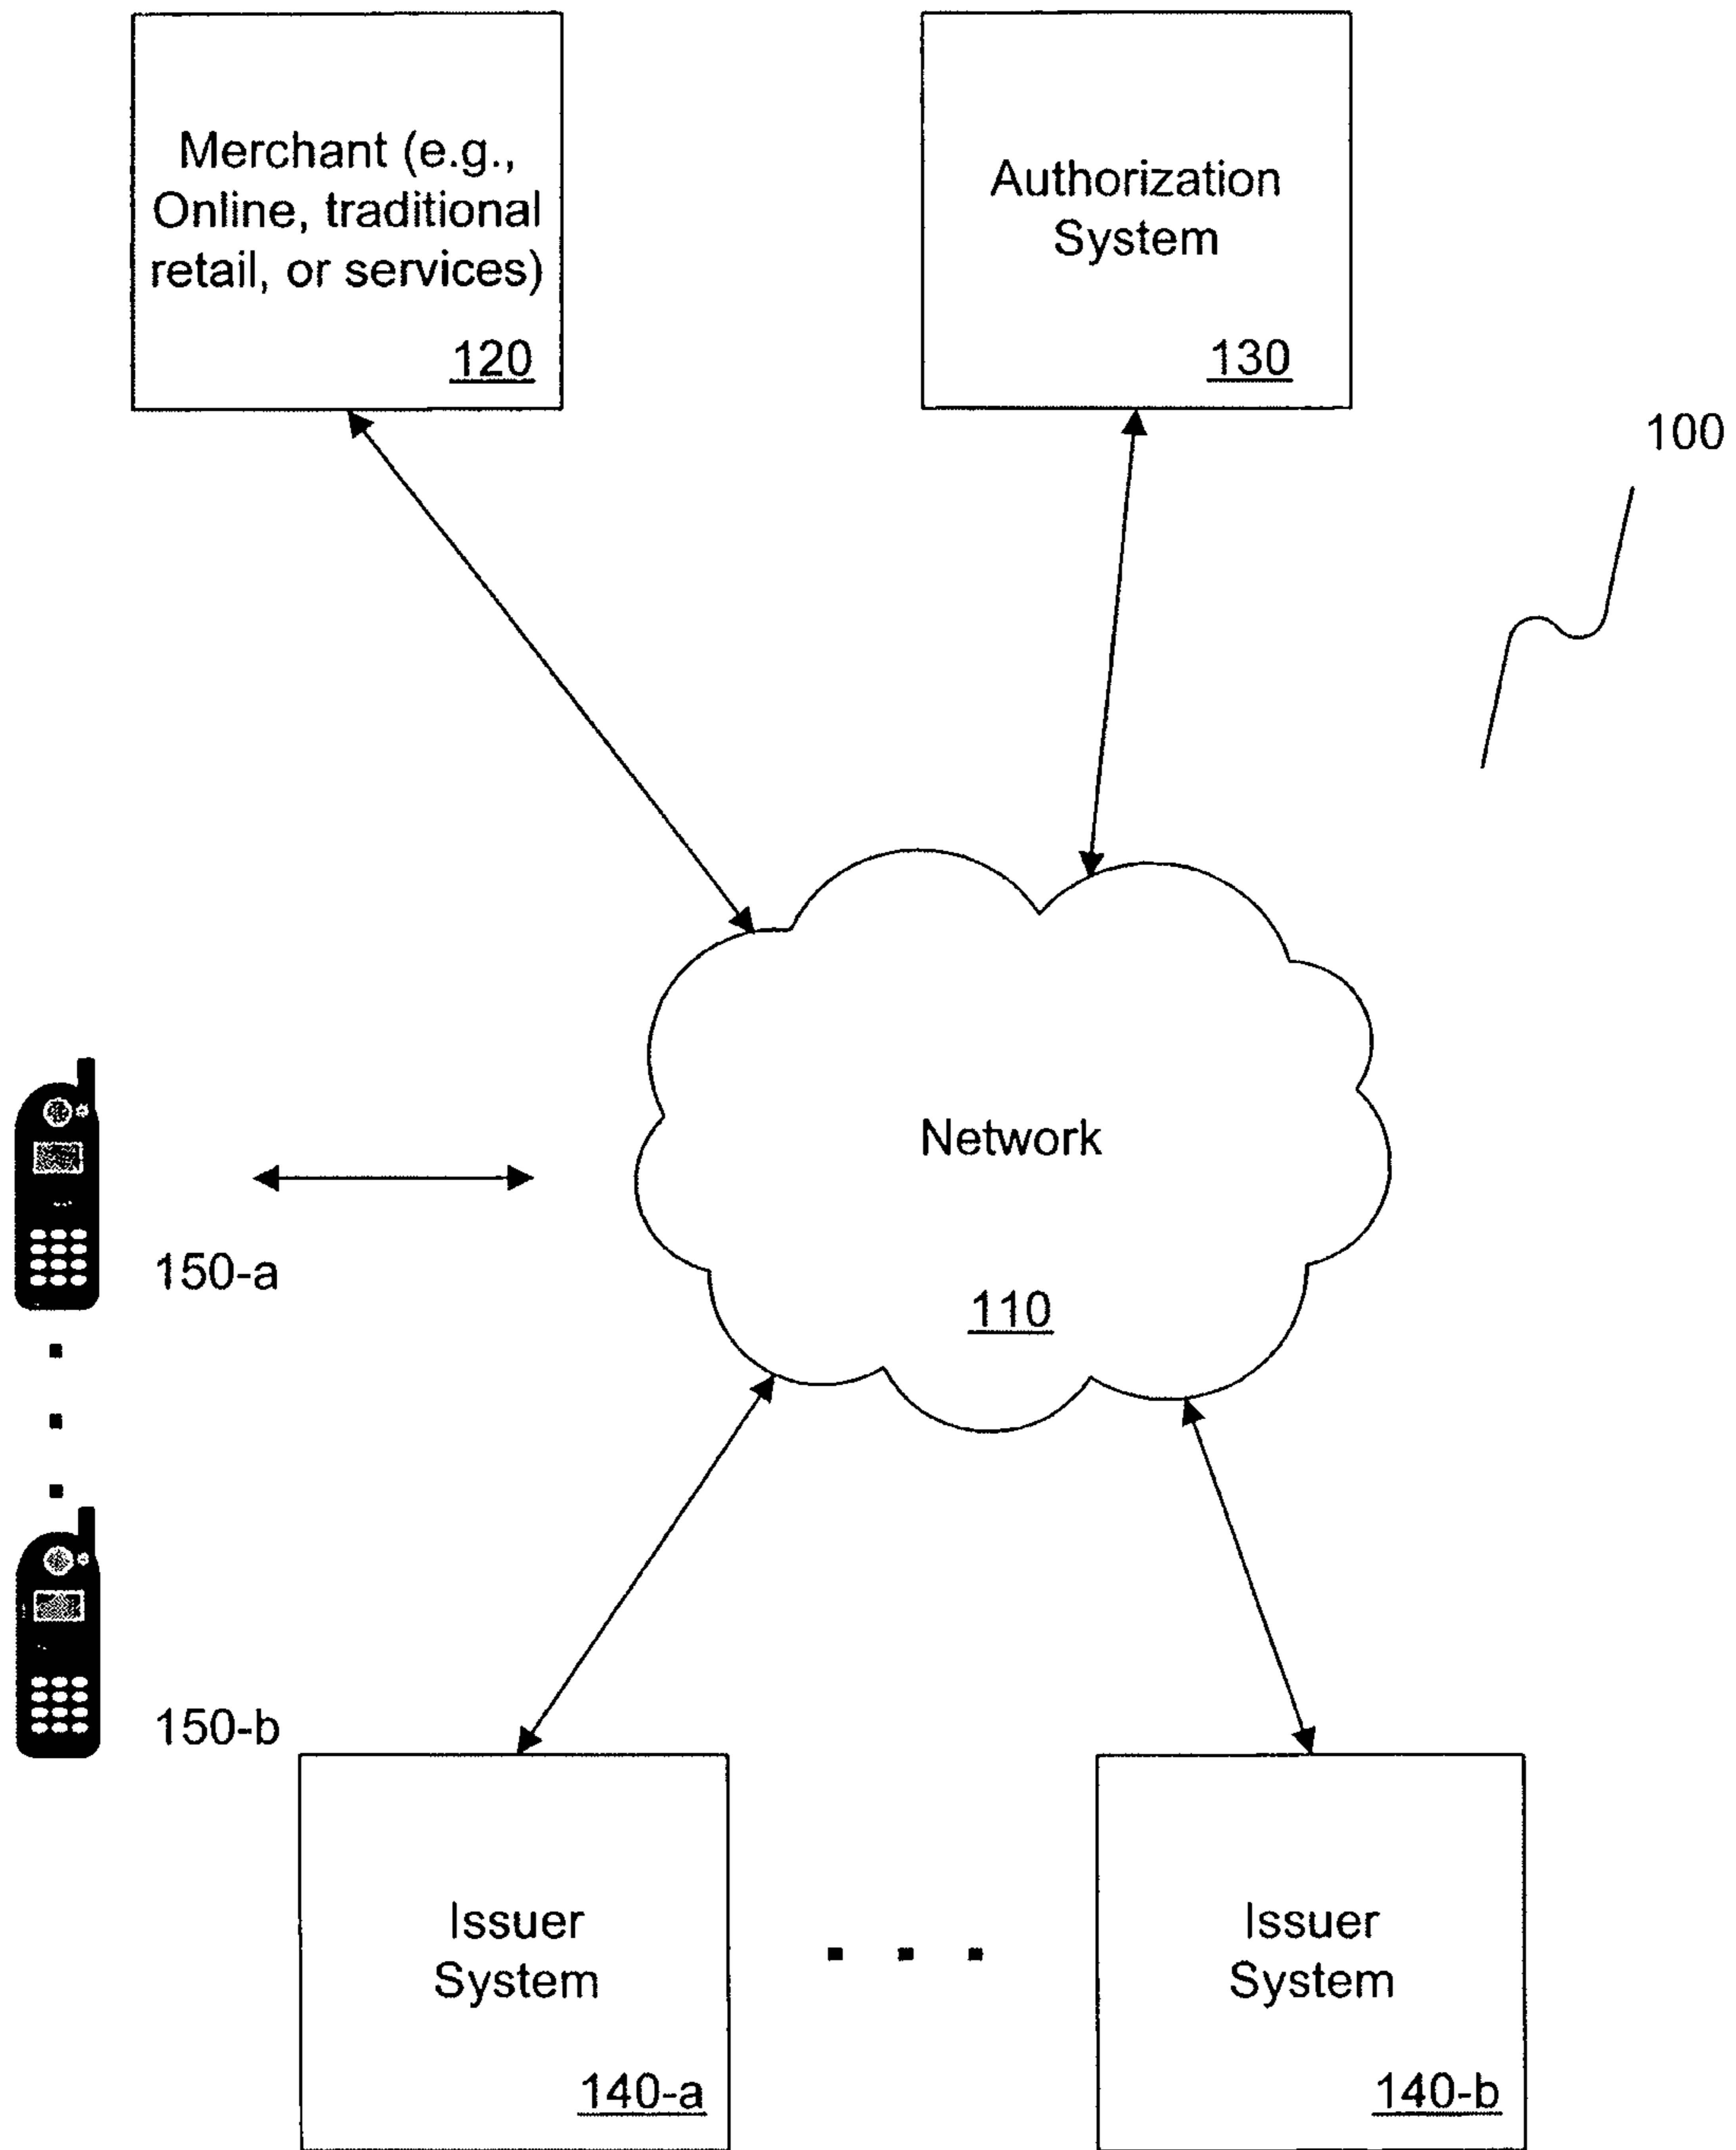 Merchant (e.g.,
Online, traditional
retail, or services)
120
Authorization
System
130
100
Network
110
150-a
150-b
Issuer
System
140-a
Issuer
System
140-b